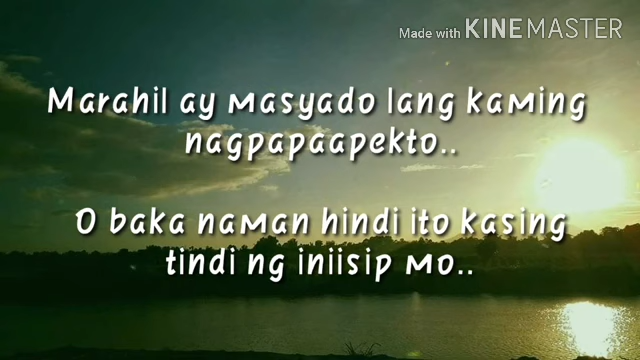 Made with KINEMASTER
Marahil ay masyado lang kaming
nagpapaapekto..
O baka naman hindi ito kasing
tindi ng iniisip mo..